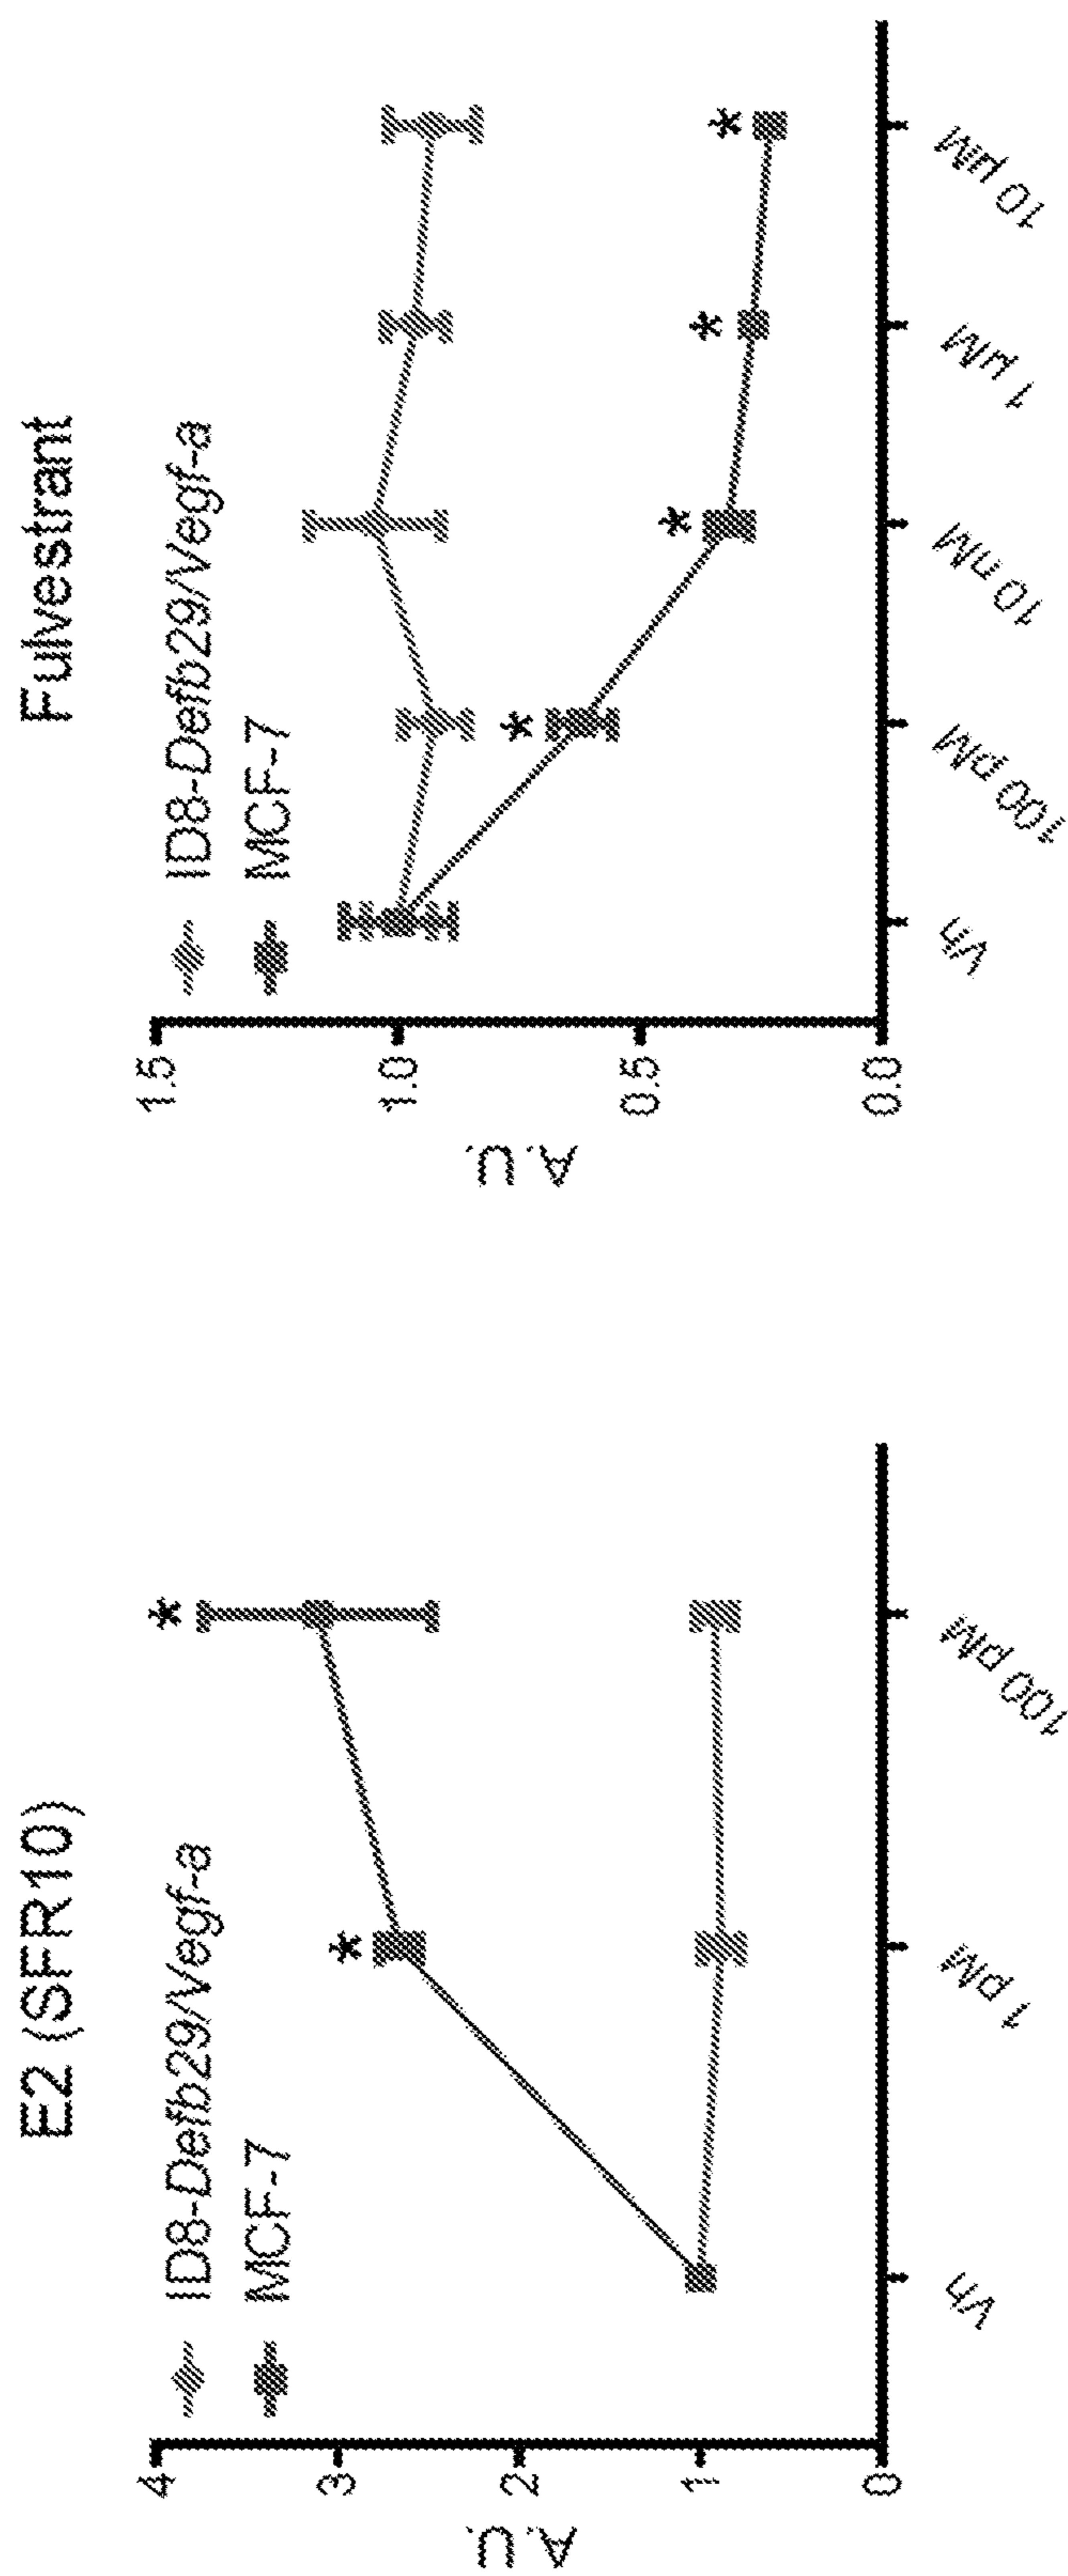 E2 (SFR10)
ID8-Defb29/Vegf-a
MCF-7
*
*
4
3
2
1
0
A.U.
Vh
1 pM
100 pM
Fulvestrant
ID8-Defb29/Vegf-a
MCF-7
*
*
*
*
1.5
1.0
0.5
0.0
A.U.
Vh
100 pM
10 nM
1 µM
10 µM